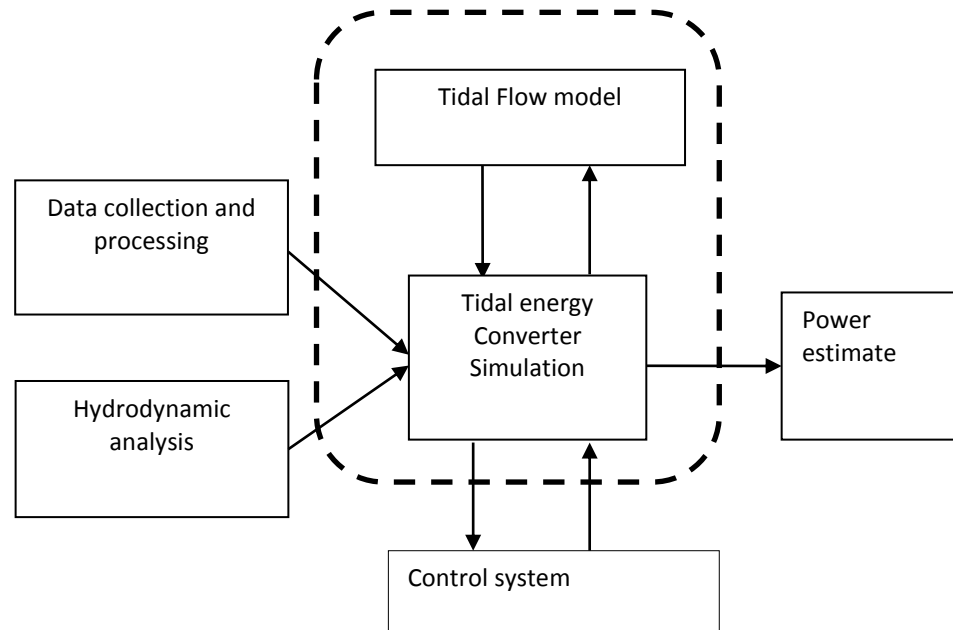 Tidal Flow model
Data collection and
processing
Tidal energy
Converter
Simulation
Power
estimate
Hydrodynamic
analysis
Control system